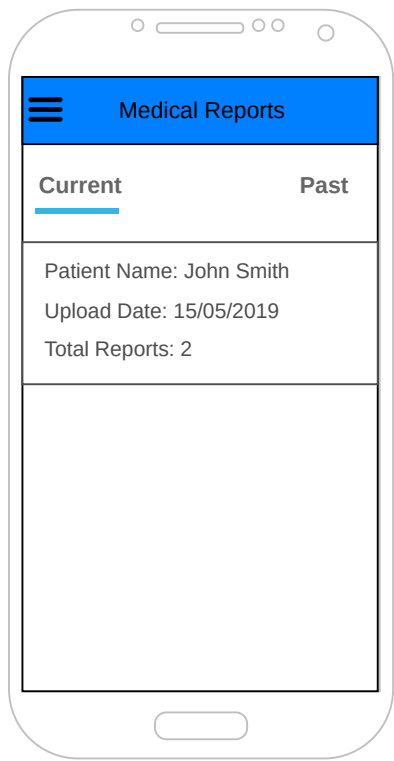 Medical Reports
Current Past
Patient Name: John Smith
Upload Date: 15/05/2019
Total Reports: 2